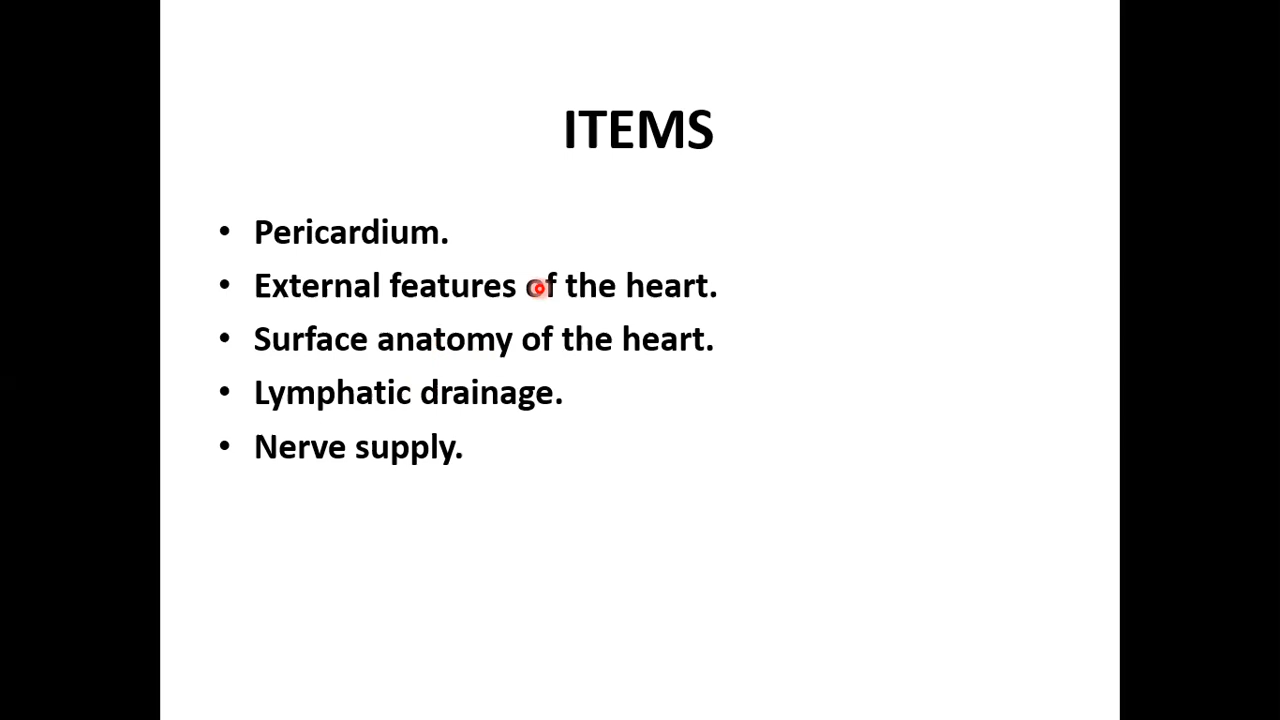 ITEMS
• Pericardium.
• External features of the heart.
• Surface anatomy of the heart.
• Lymphatic drainage.
• Nerve supply.